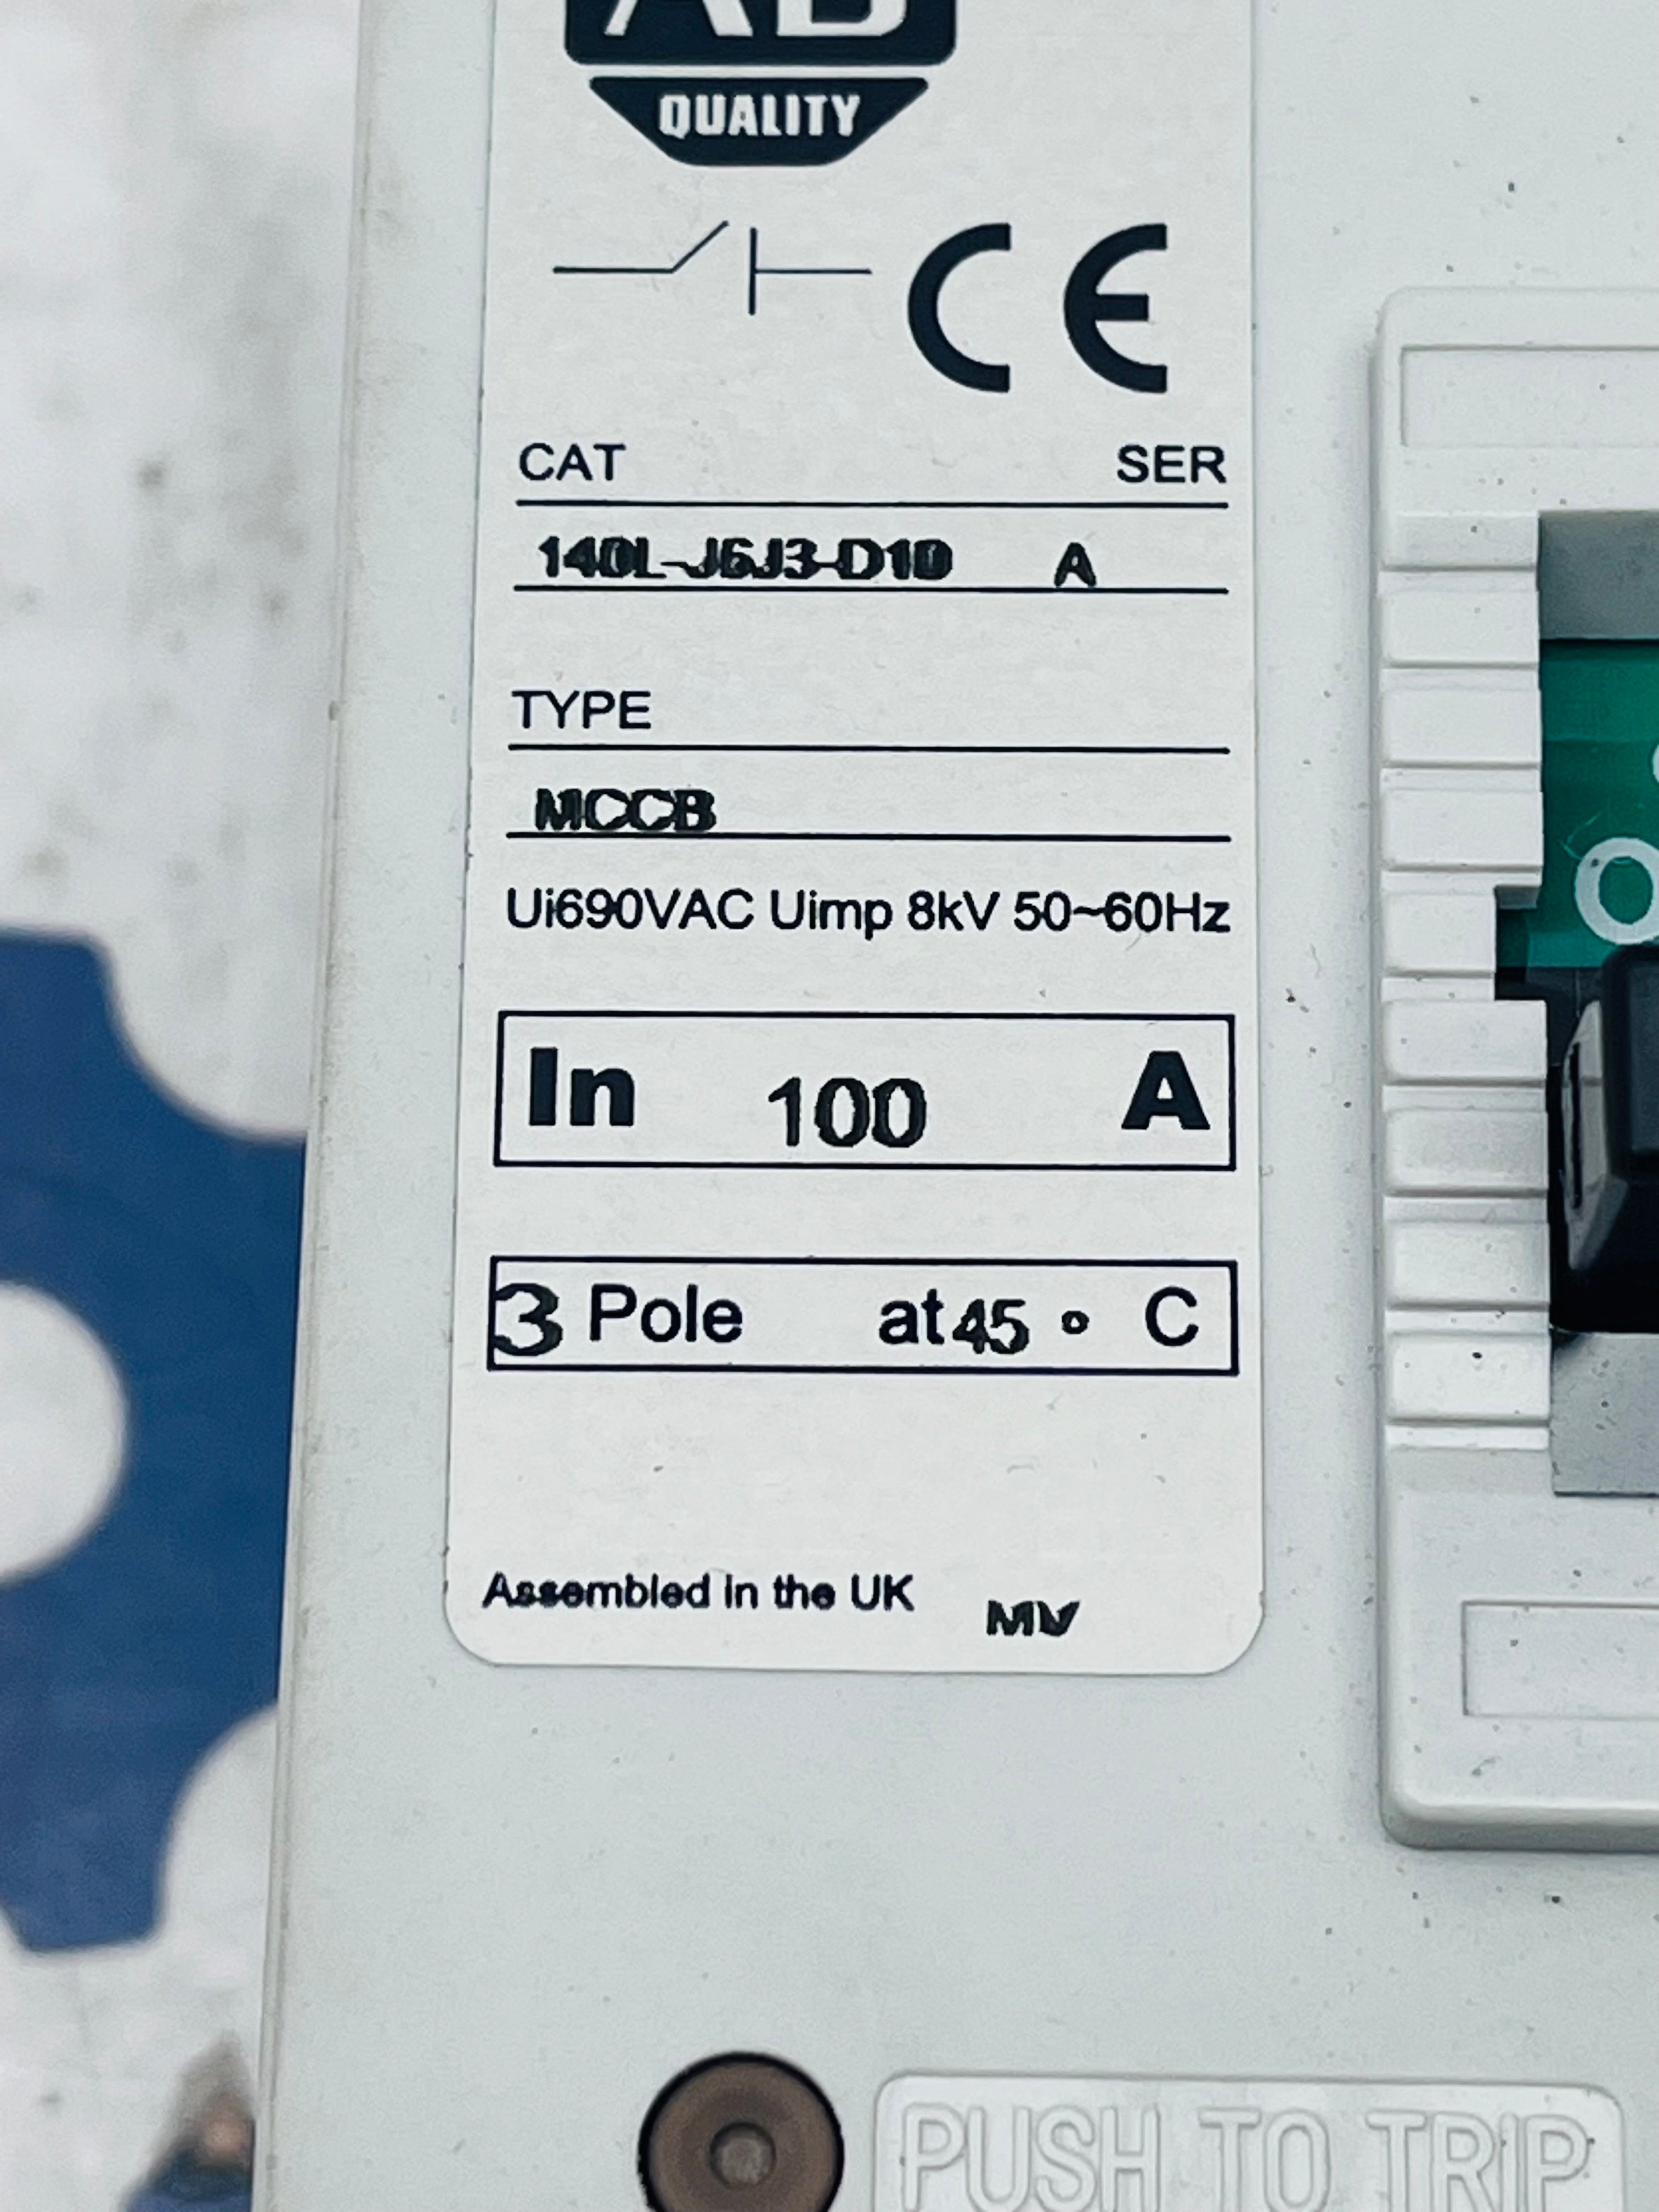 AB
QUALITY
CE
CAT SER
140L-J6J3-D10 A
TYPE
MCCB
Ui690VAC Uimp 8kV 50~60Hz
In 100 A
3 Pole at 45 ° C
Assembled in the UK MV
O
PUSH TO TRIP